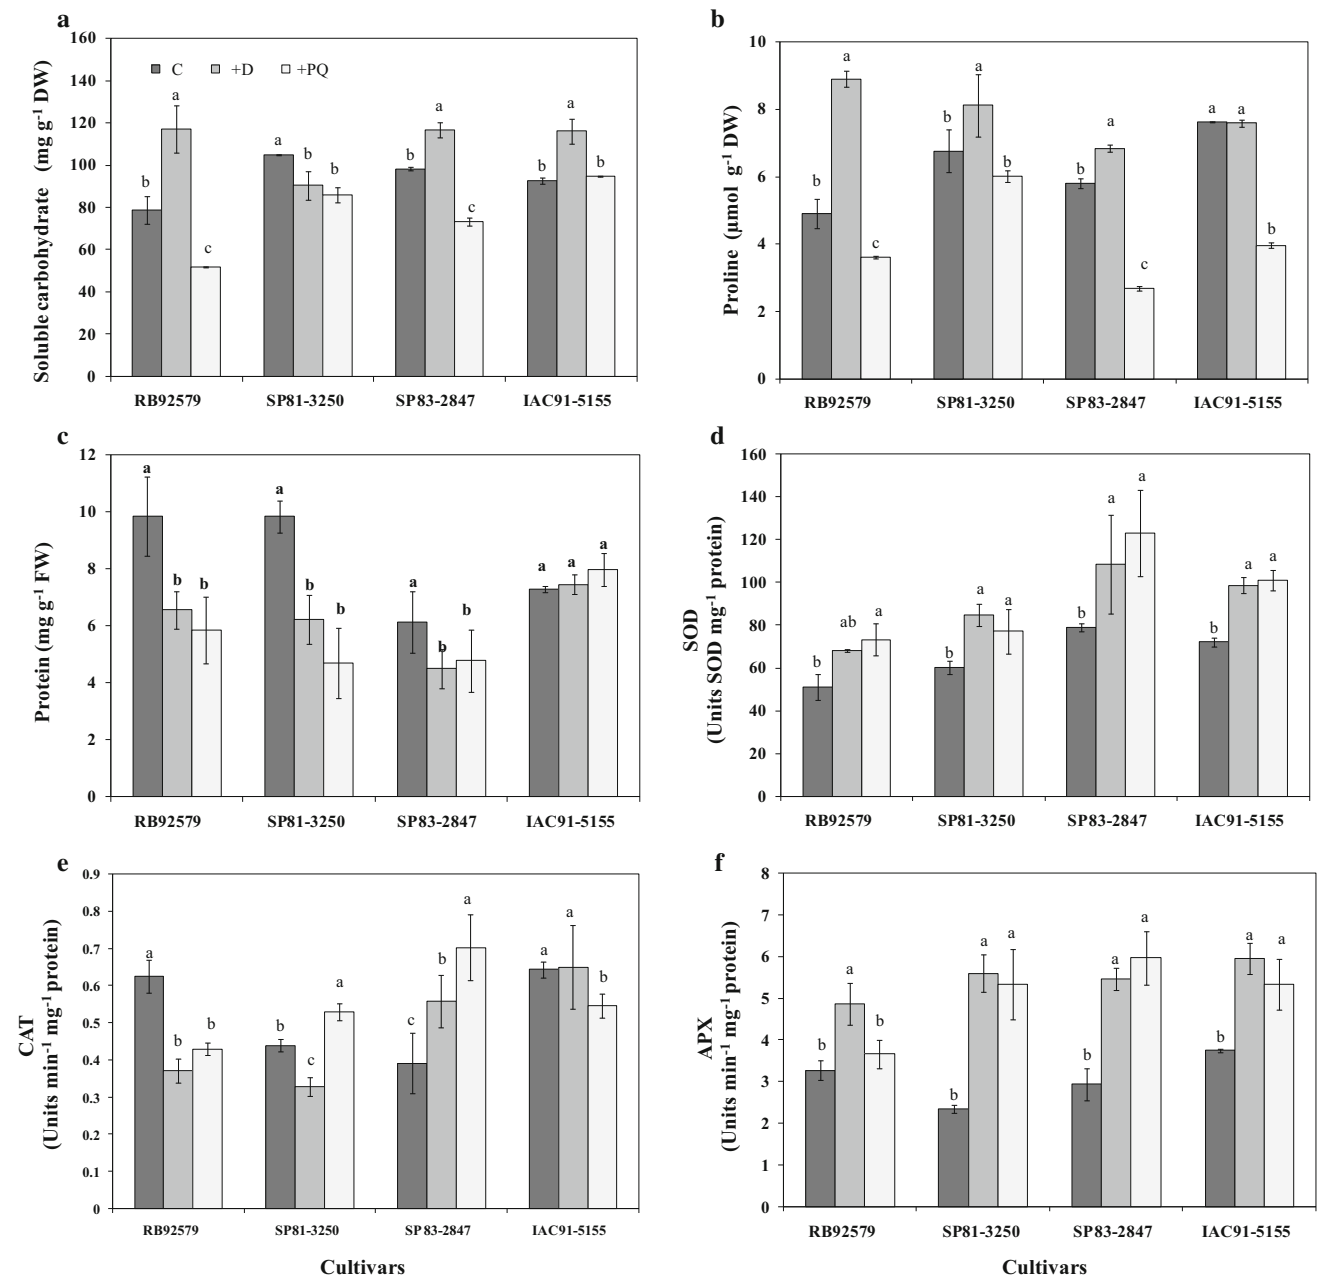 a
160
140
120
100
80
60
40
20
0
Soluble carbohydrate (mg g-1 DW)
C +D +PQ
b a c
a b b
b a c
b a b
RB92579 SP81-3250 SP83-2847 IAC91-5155
b
10
8
6
4
2
0
Proline (µmol g-1 DW)
b a c
b a b
b a c
a a b
RB92579 SP81-3250 SP83-2847 IAC91-5155
c
12
10
8
6
4
2
0
Protein (mg g-1 FW)
a b b
a b b
a b b
a a a
RB92579 SP81-3250 SP83-2847 IAC91-5155
d
160
140
120
100
80
60
40
20
0
SOD
(Units SOD mg-1 protein)
b ab a
b a a
b a a
b a a
RB92579 SP81-3250 SP83-2847 IAC91-5155
e
0.9
0.8
0.7
0.6
0.5
0.4
0.3
0.2
0.1
0
CAT
(Units min-1 mg-1 protein)
a b b
b c a
c b a
a a b
RB92579 SP81-3250 SP83-2847 IAC91-5155
Cultivars
f
8
7
6
5
4
3
2
1
0
APX
(Units min-1 mg-1 protein)
b a b
b a a
b a a
b a a
RB92579 SP81-3250 SP83-2847 IAC91-5155
Cultivars